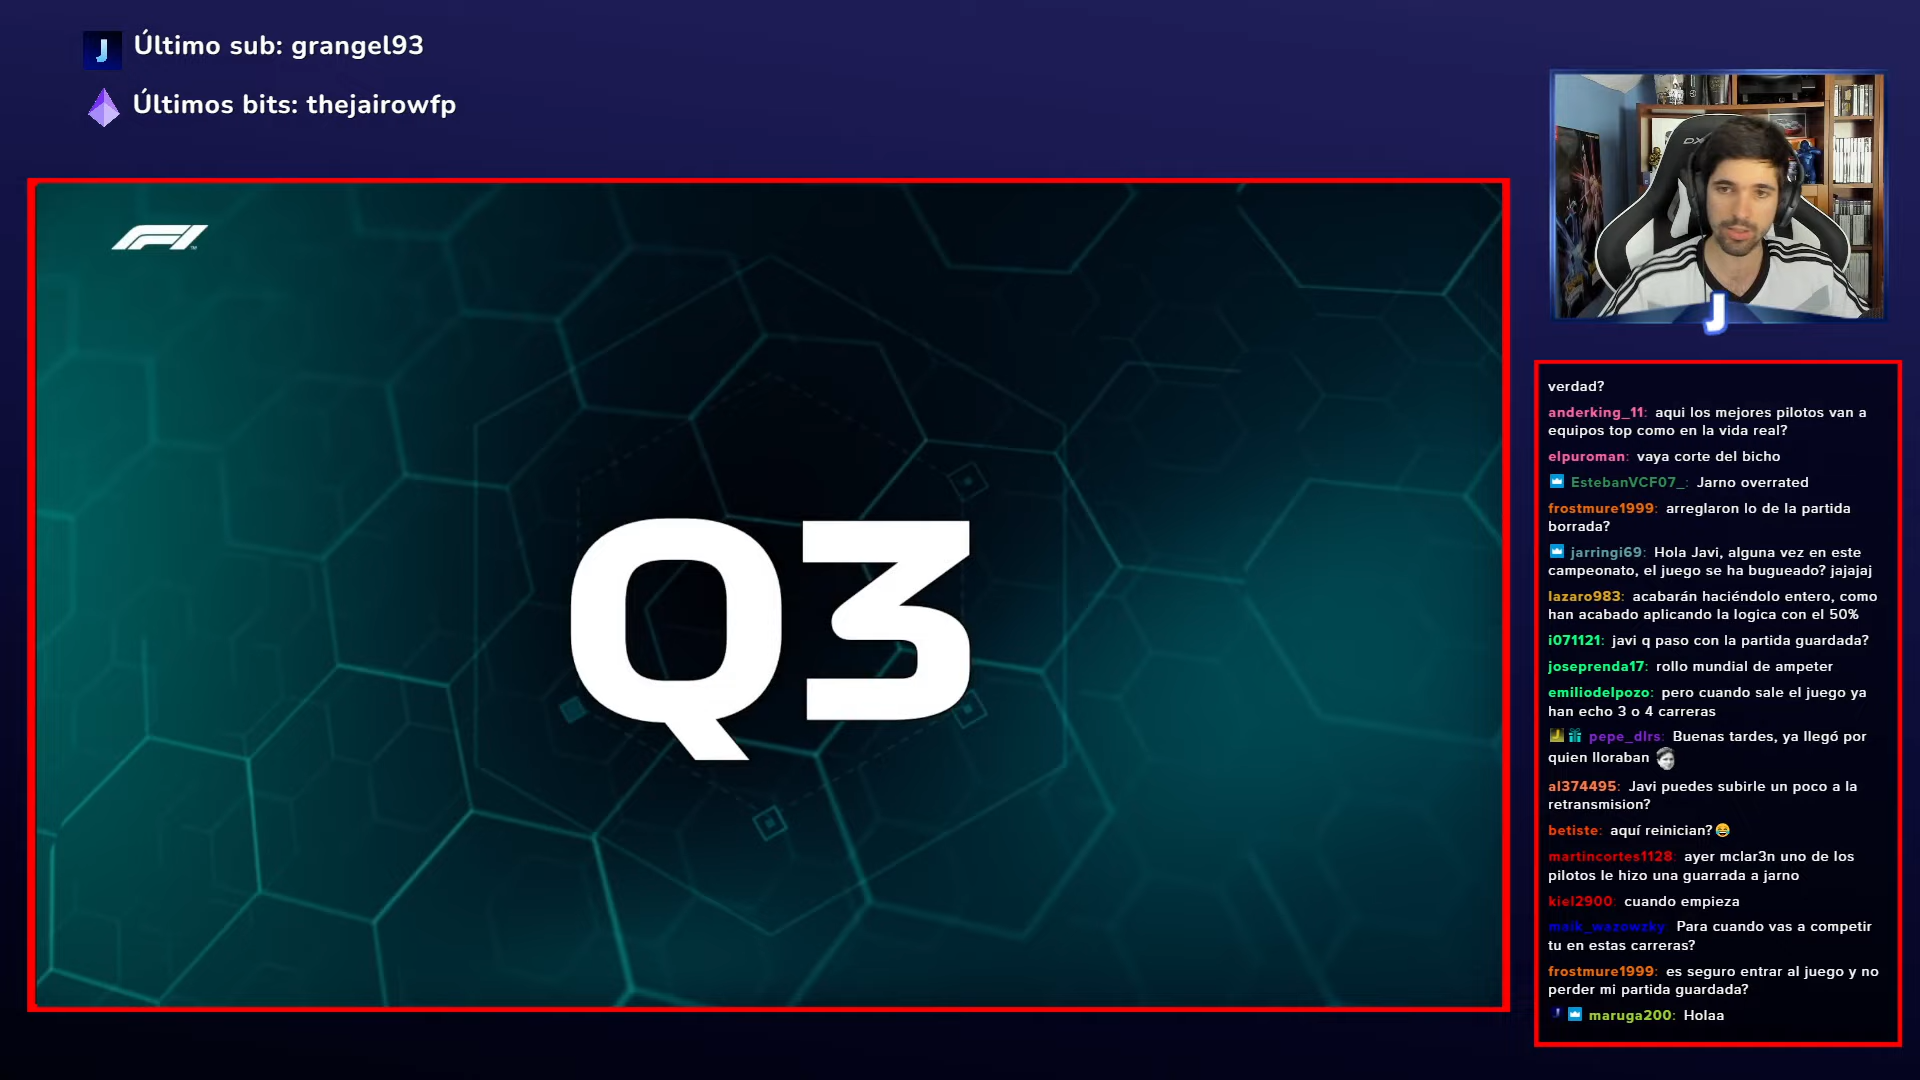 Último sub: grangel93
Últimos bits: thejairowfp
F1
Q3
DX
J
verdad?
anderking_11: aqui los mejores pilotos van a
equipos top como en la vida real?
elpuroman: vaya corte del bicho
EstebanVCF07_: Jarno overrated
frostmure1999: arreglaron lo de la partida
borrada?
jarringi69: Hola Javi, alguna vez en este
campeonato, el juego se ha bugueado? jajajaj
lazaro983: acabarán haciéndolo entero, como
han acabado aplicando la logica con el 50%
i071121: javi q paso con la partida guardada?
joseprenda17: rollo mundial de ampeter
emiliodelpozo: pero cuando sale el juego ya
han echo 3 o 4 carreras
pepe_dlrs: Buenas tardes, ya llegó por
quien lloraban
al374495: Javi puedes subirle un poco a la
retransmision?
betiste: aquí reinician?😂
martincortes1128: ayer mclar3n uno de los
pilotos le hizo una guarrada a jarno
kiel2900: cuando empieza
maik_wazowzky: Para cuando vas a competir
tu en estas carreras?
frostmure1999: es seguro entrar al juego y no
perder mi partida guardada?
maruga200: Holaa